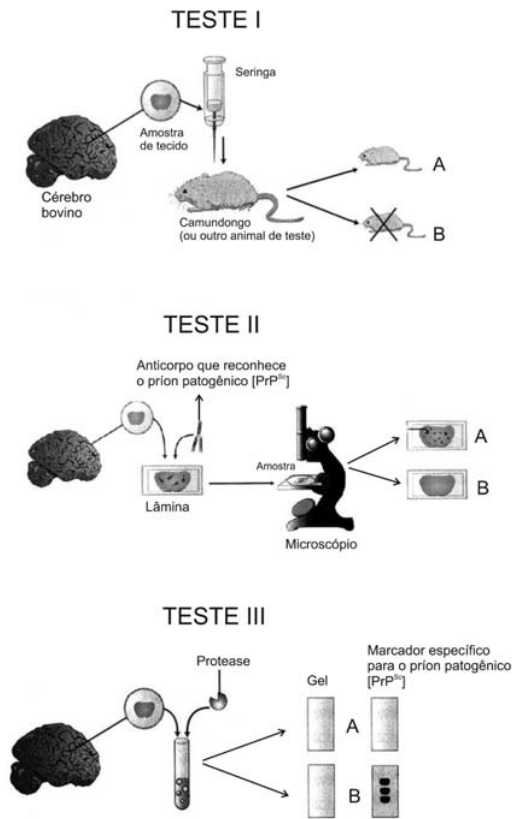 TESTE I
Seringa
Amostra
de tecido
Cérebro
bovino
Camundongo
(ou outro animal de teste)
A
B
TESTE II
Anticorpo que reconhece
o príon patogênico [PrPSc]
Amostra
Lâmina
Microscópio
A
B
TESTE III
Protease
Gel
Marcador específico
para o príon patogênico
[PrPSc]
A
B